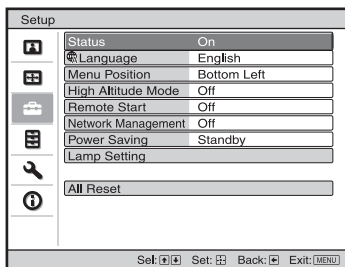 Setup
Status On
Language English
Menu Position Bottom Left
High Altitude Mode Off
Remote Start Off
Network Management Off
Power Saving Standby
Lamp Setting
All Reset
Sel: Set: Back: Exit: MENU